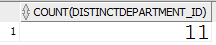 COUNT(DISTINCTDEPARTMENT_ID)
1 11